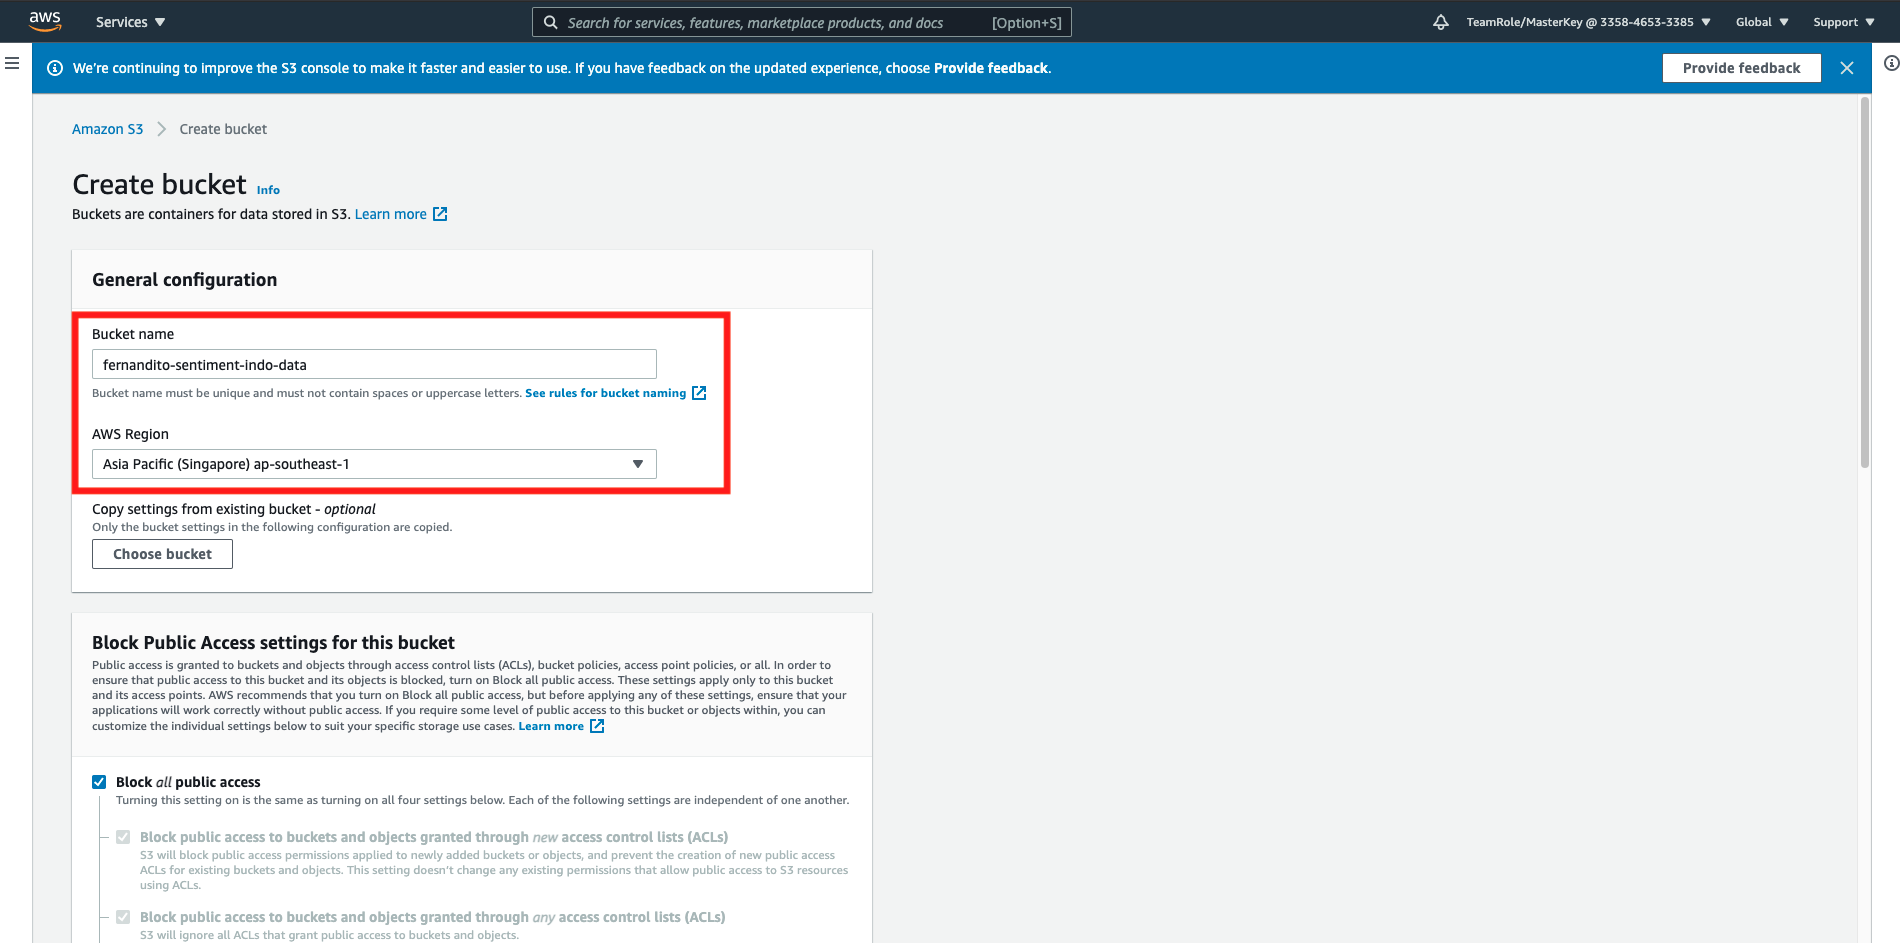 aws Services Search for services, features, marketplace products, and docs [Option+S] TeamRole/MasterKey @ 3358-4653-3385 Global Support
We're continuing to improve the S3 console to make it faster and easier to use. If you have feedback on the updated experience, choose Provide feedback. Provide feedback
Amazon S3 Create bucket
Create bucket Info
Buckets are containers for data stored in S3. Learn more
General configuration
Bucket name
fernandito-sentiment-indo-data
Bucket name must be unique and must not contain spaces or uppercase letters. See rules for bucket naming
AWS Region
Asia Pacific (Singapore) ap-southeast-1
Copy settings from existing bucket - optional
Only the bucket settings in the following configuration are copied.
Choose bucket
Block Public Access settings for this bucket
Public access is granted to buckets and objects through access control lists (ACLs), bucket policies, access point policies, or all. In order to
ensure that public access to this bucket and its objects is blocked, turn on Block all public access. These settings apply only to this bucket
and its access points. AWS recommends that you turn on Block all public access, but before applying any of these settings, ensure that your
applications will work correctly without public access. If you require some level of public access to this bucket or objects within, you can
customize the individual settings below to suit your specific storage use cases. Learn more
Block all public access
Turning this setting on is the same as turning on all four settings below. Each of the following settings are independent of one another.
Block public access to buckets and objects granted through new access control lists (ACLs)
S3 will block public access permissions applied to newly added buckets or objects, and prevent the creation of new public access
ACLs for existing buckets and objects. This setting doesn't change any existing permissions that allow public access to S3 resources
using ACLs.
Block public access to buckets and objects granted through any access control lists (ACLs)
S3 will ignore all ACLs that grant public access to buckets and objects.